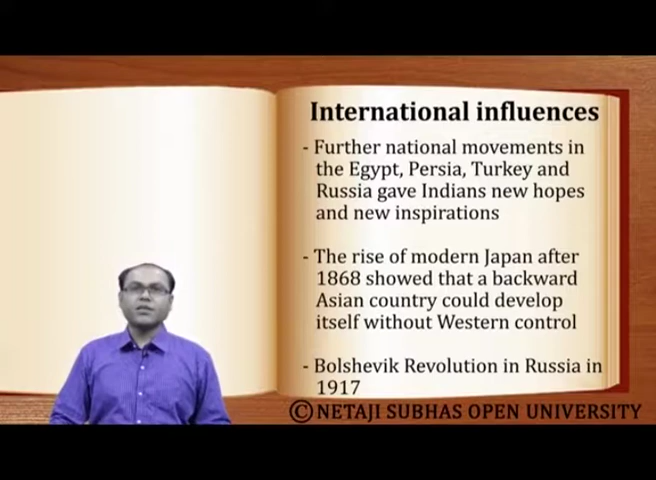 International influences
- Further national movements in
the Egypt, Persia, Turkey and
Russia gave Indians new hopes
and new inspirations
- The rise of modern Japan after
1868 showed that a backward
Asian country could develop
itself without Western control
- Bolshevik Revolution in Russia in
1917
© NETAJI SUBHAS OPEN UNIVERSITY